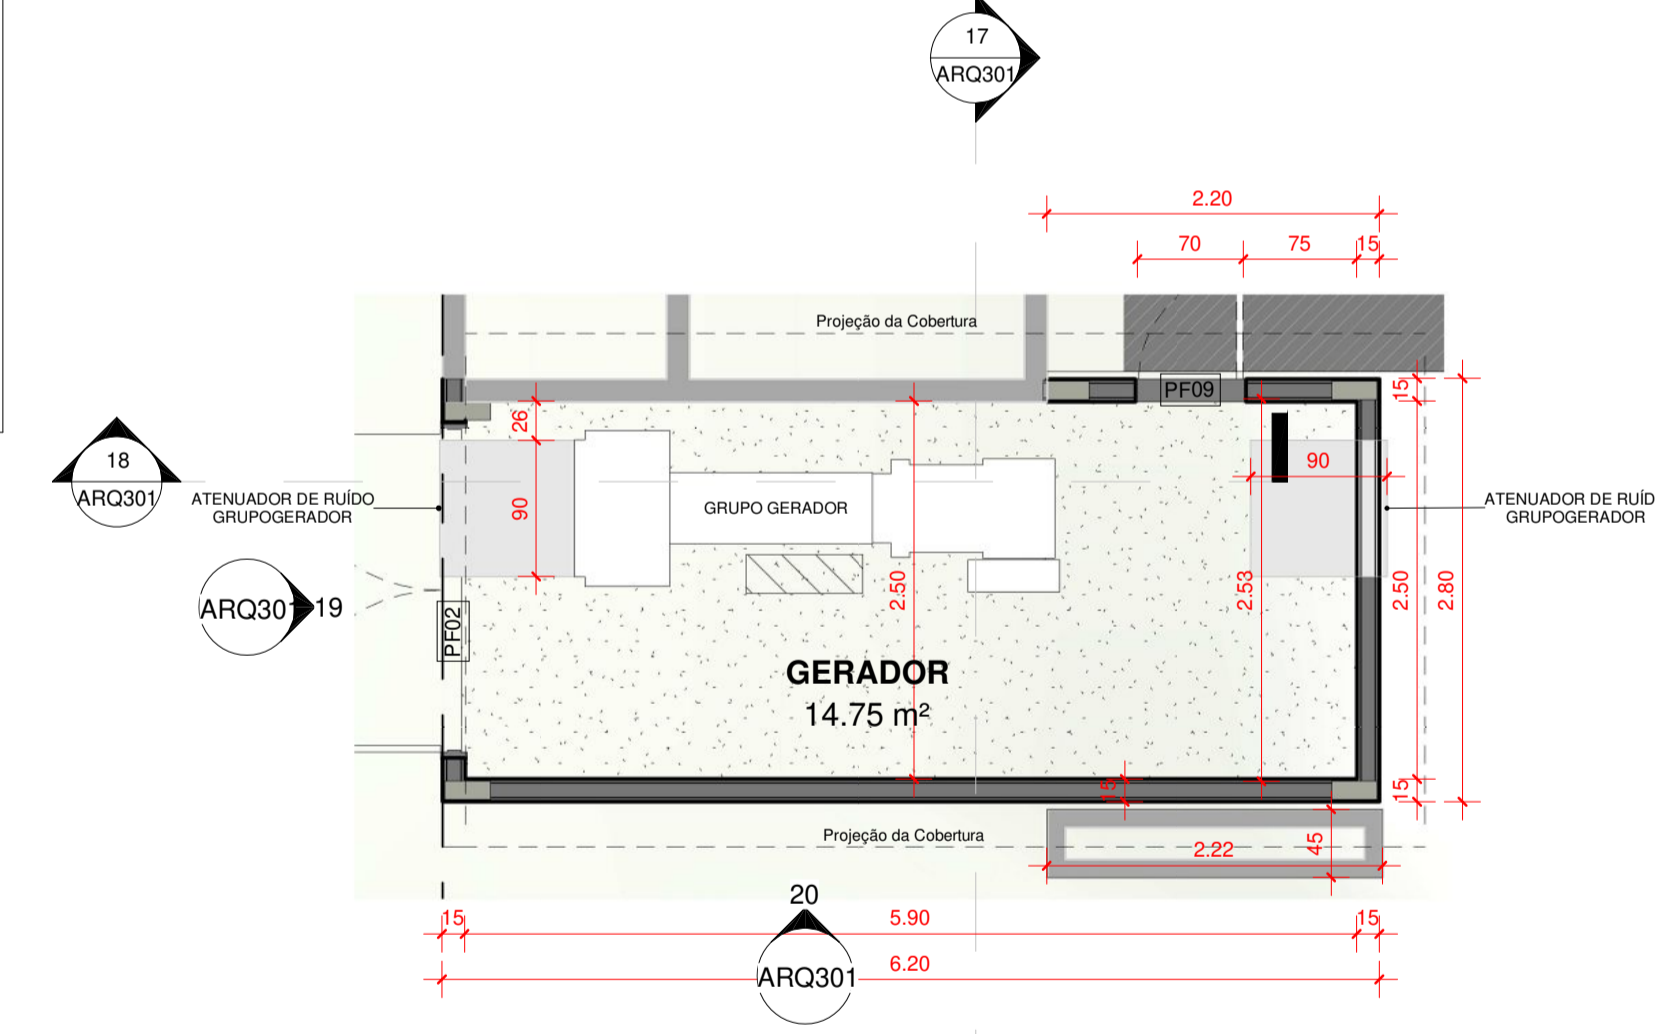 17
ARQ301
2.20
70
75
15
Projeção da Cobertura
PF09
15
26
18
ARQ301
90
ATENUADOR DE RUÍDO
GRUPOGERADOR
90
GRUPO GERADOR
ATENUADOR DE RUÍD
GRUPOGERADOR
ARQ301
19
PF02
2.50
2.53
2.50
2.80
GERADOR
14.75 m²
15
15
Projeção da Cobertura
2.22
45
20
15
5.90
15
6.20
ARQ301